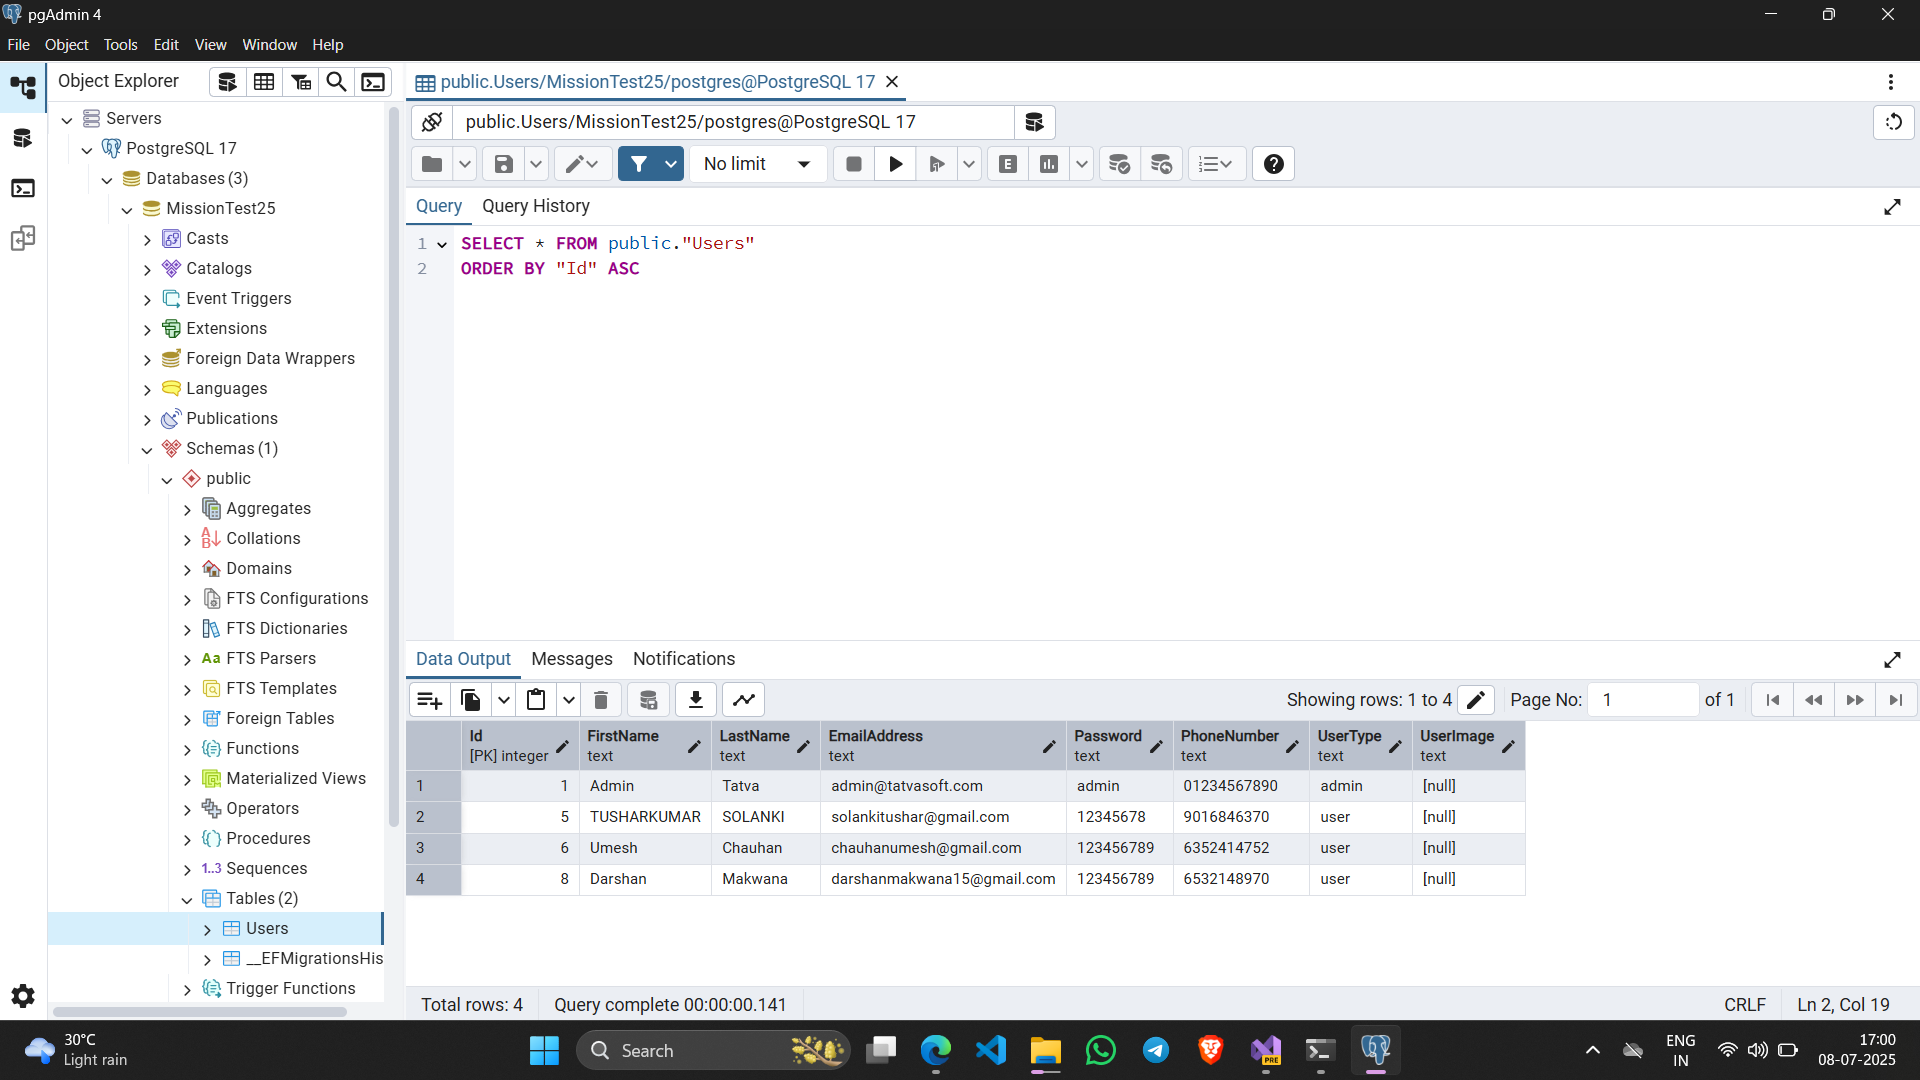 pgAdmin 4
File Object Tools Edit View Window Help
Object Explorer
public.Users/MissionTest25/postgres@PostgreSQL 17
Servers
PostgreSQL 17
Databases (3)
MissionTest25
Casts
Catalogs
Event Triggers
Extensions
Foreign Data Wrappers
Languages
Publications
Schemas (1)
public
Aggregates
Collations
Domains
FTS Configurations
FTS Dictionaries
Aa FTS Parsers
FTS Templates
Foreign Tables
Functions
Materialized Views
Operators
Procedures
1..3 Sequences
Tables (2)
Users
__EFMigrationsHis
Trigger Functions
public.Users/MissionTest25/postgres@PostgreSQL 17
No limit
E
Query Query History
1 SELECT * FROM public."Users"
2 ORDER BY "Id" ASC
Data Output Messages Notifications
Showing rows: 1 to 4 Page No: 1 of 1
Id FirstName LastName EmailAddress Password PhoneNumber UserType UserImage
[PK] integer text text text text text text text
1 1 Admin Tatva admin@tatvasoft.com admin 01234567890 admin [null]
2 5 TUSHARKUMAR SOLANKI solankitushar@gmail.com 12345678 9016846370 user [null]
3 6 Umesh Chauhan chauhanumesh@gmail.com 123456789 6352414752 user [null]
4 8 Darshan Makwana darshanmakwana15@gmail.com 123456789 6532148970 user [null]
Total rows: 4 Query complete 00:00:00.141 CRLF Ln 2, Col 19
30°C
Light rain
Search
PRE
ENG
IN
17:00
08-07-2025